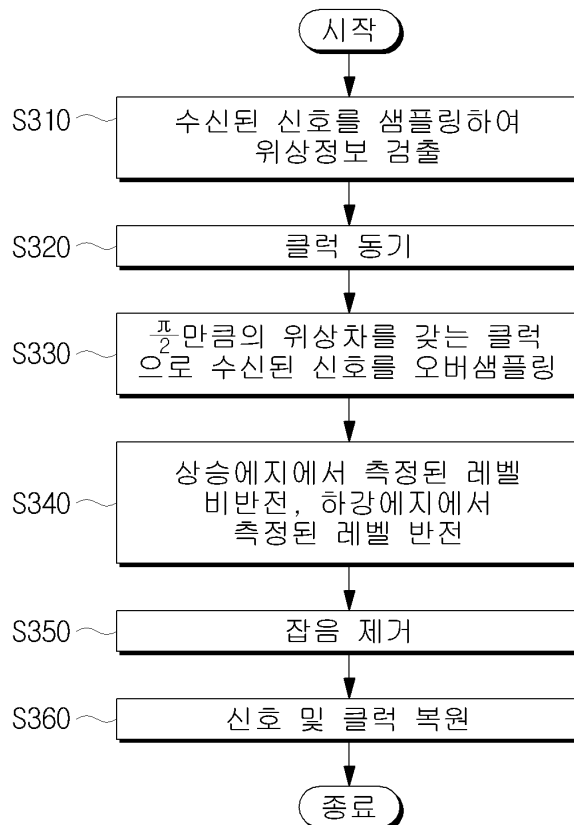 시작
S310
수신된 신호를 샘플링하여
위상정보 검출
S320
클럭 동기
S330
π/2 만큼의 위상차를 갖는 클럭
으로 수신된 신호를 오버샘플링
S340
상승에지에서 측정된 레벨
비반전, 하강에지에서
측정된 레벨 반전
S350
잡음 제거
S360
신호 및 클럭 복원
종료